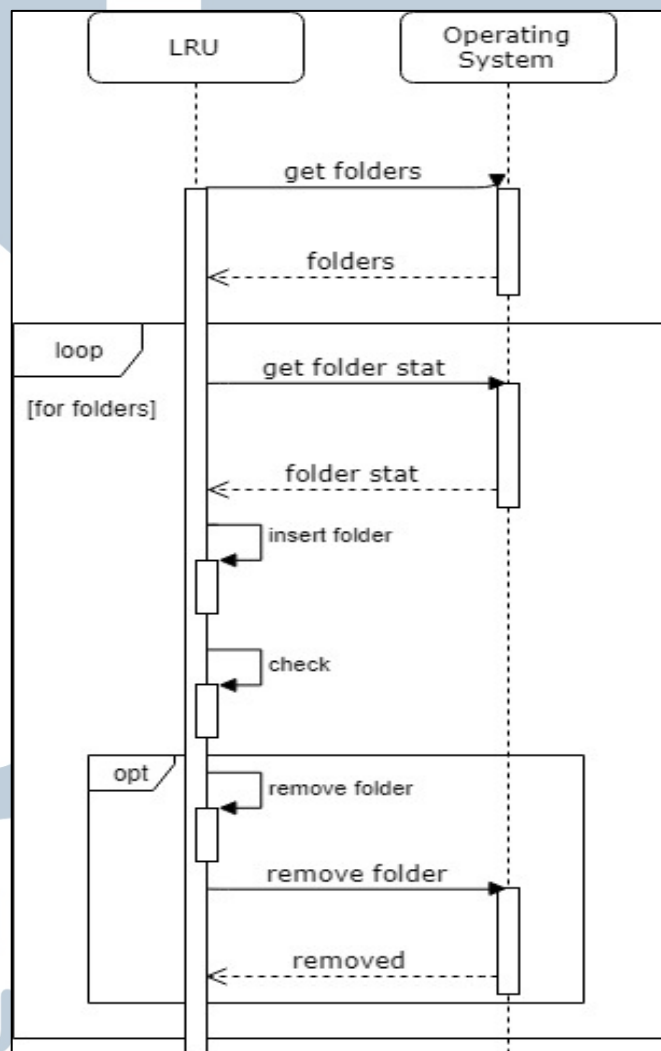 LRU
Operating
System
get folders
folders
loop
get folder stat
[for folders]
folder stat
insert folder
check
opt
remove folder
remove folder
removed